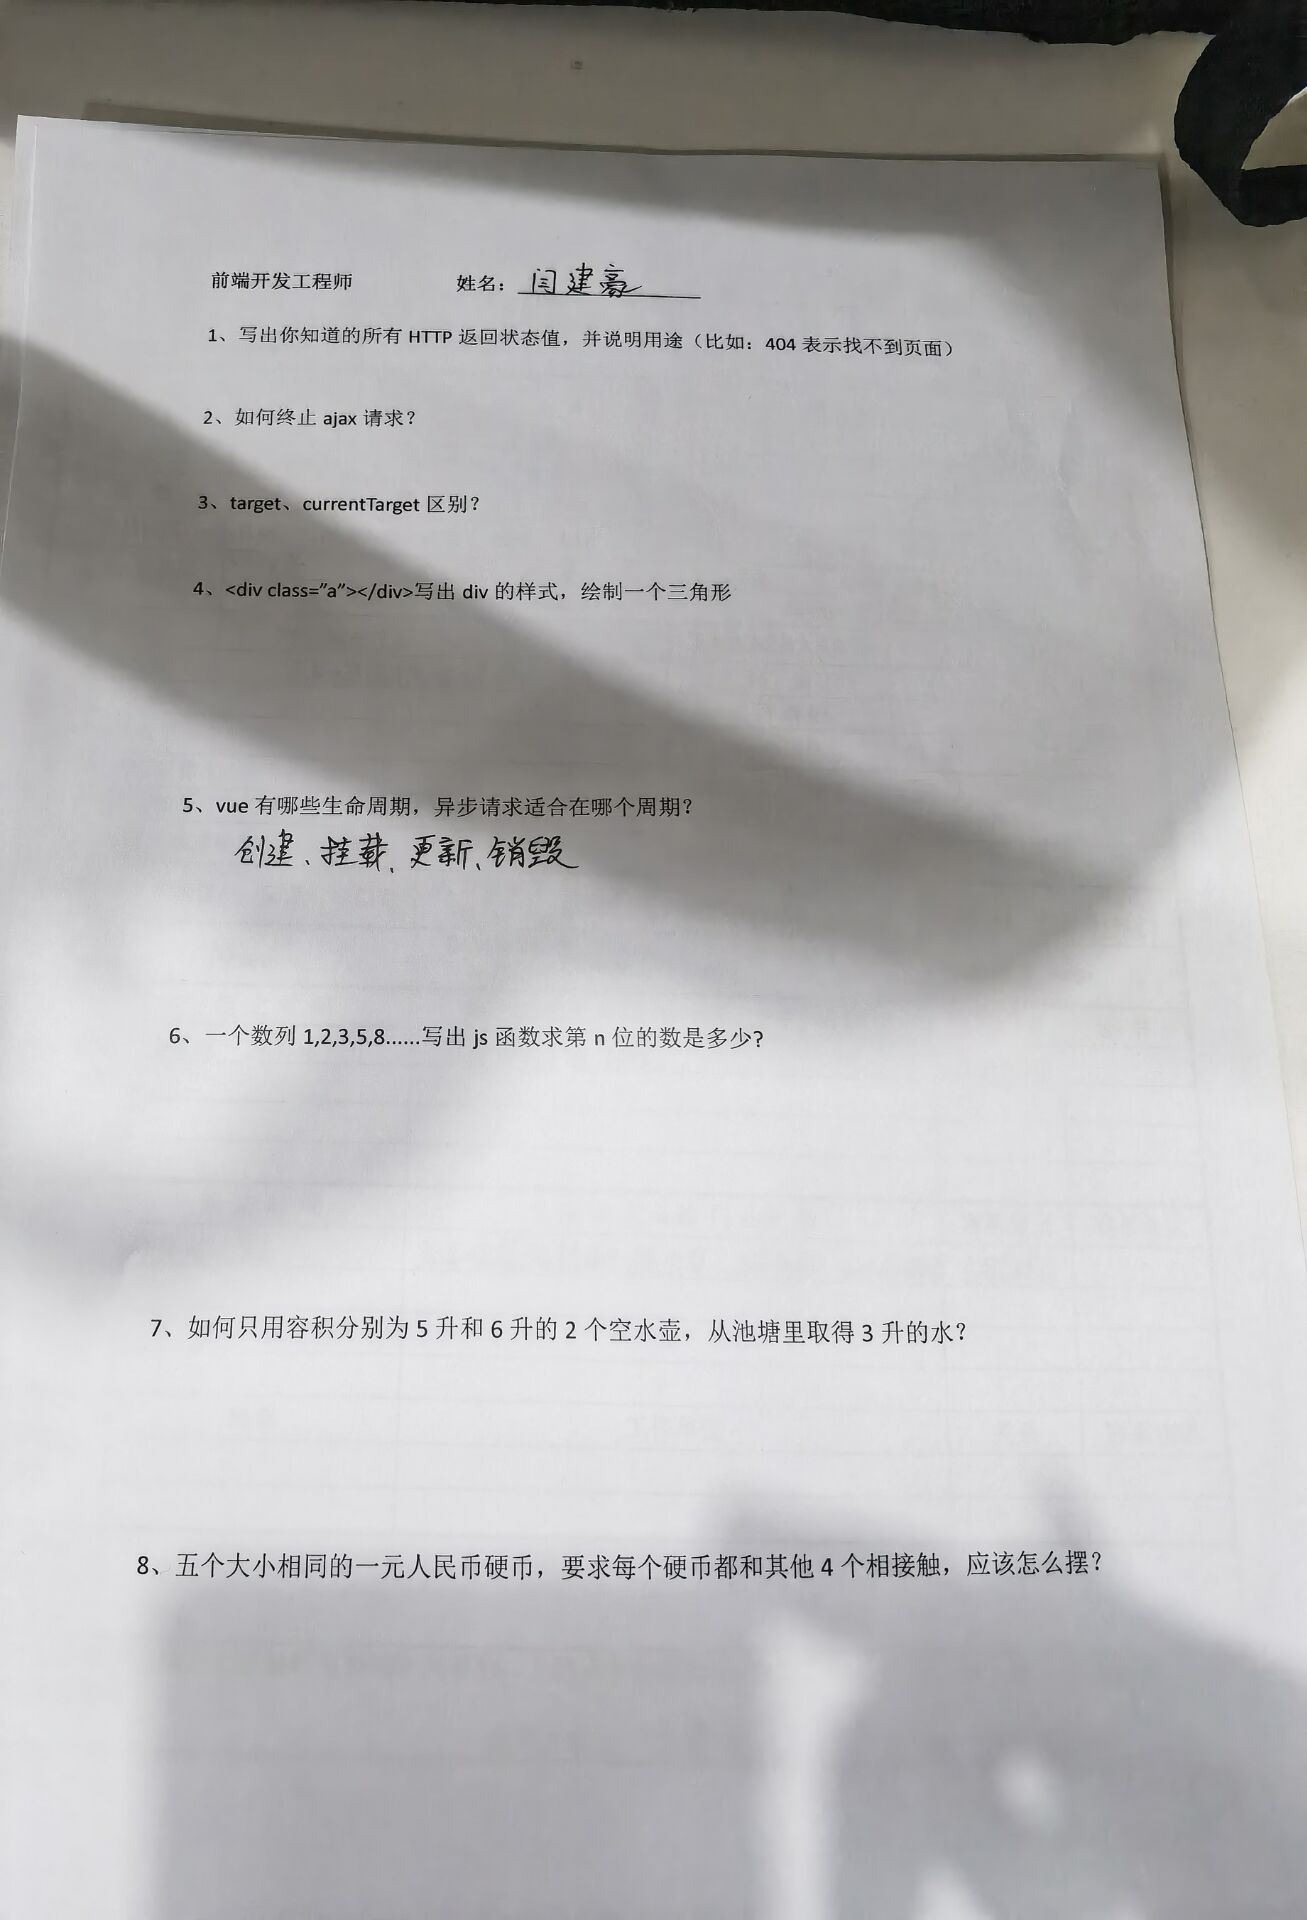 前端开发工程师 姓名：闫建豪
1、写出你知道的所有 HTTP 返回状态值，并说明用途（比如：404 表示找不到页面）
2、如何终止 ajax 请求？
3、target、currentTarget 区别？
4、<div class=”a”></div>写出 div 的样式，绘制一个三角形
5、vue 有哪些生命周期，异步请求适合在哪个周期？
创建、挂载、更新、销毁
6、一个数列 1,2,3,5,8......写出 js 函数求第 n 位的数是多少?
7、如何只用容积分别为 5 升和 6 升的 2 个空水壶，从池塘里取得 3 升的水？
8、五个大小相同的一元人民币硬币，要求每个硬币都和其他 4 个相接触，应该怎么摆？